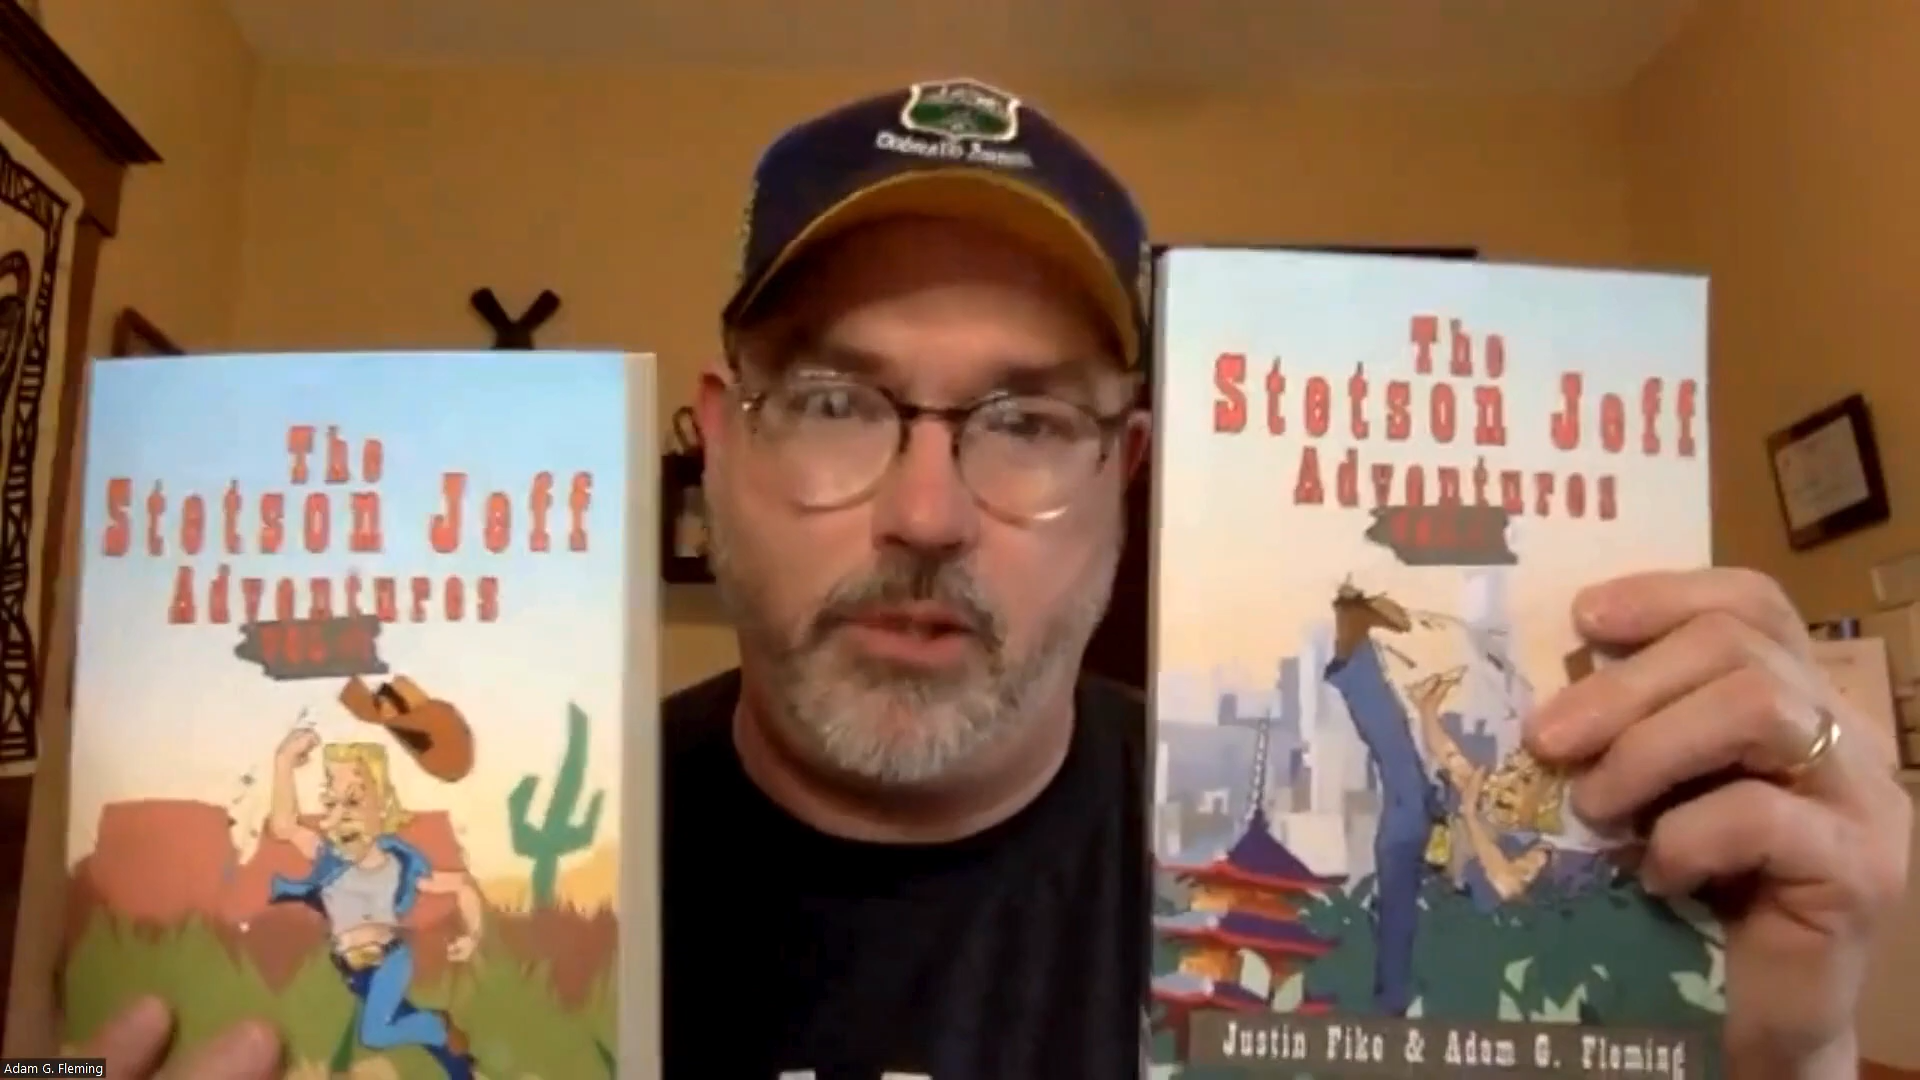 The
Stetson Jeff
Adventures
The
Stetson Jeff
Adventures
Justin Fike & Adam G. Fleming
Adam G. Fleming